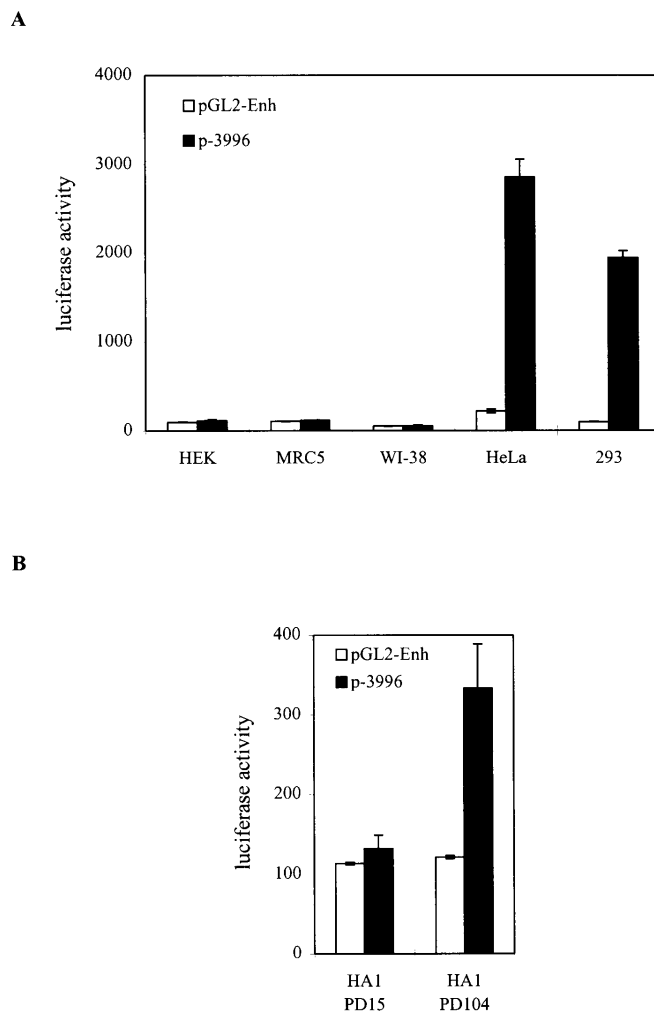 A
4000
pGL2-Enh
p-3996
3000
2000
1000
0
luciferase activity
HEK MRC5 WI-38 HeLa 293
B
400
pGL2-Enh
p-3996
300
200
100
0
luciferase activity
HA1 HA1
PD15 PD104